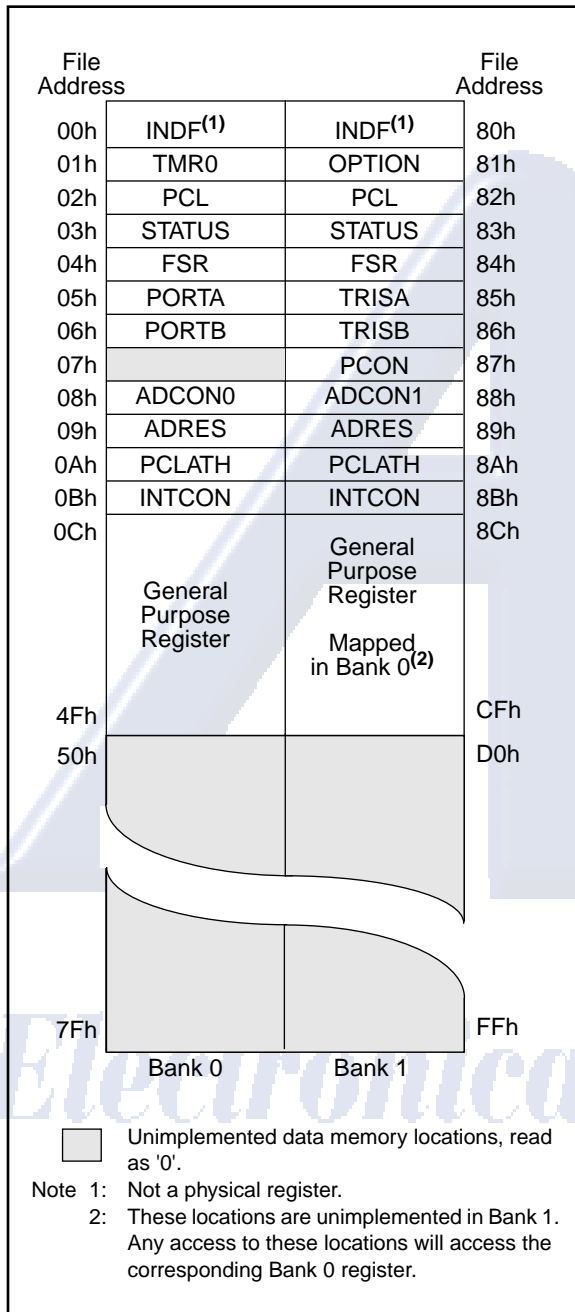 File Address File Address
00h INDF(1) INDF(1) 80h
01h TMR0 OPTION 81h
02h PCL PCL 82h
03h STATUS STATUS 83h
04h FSR FSR 84h
05h PORTA TRISA 85h
06h PORTB TRISB 86h
07h PCON 87h
08h ADCON0 ADCON1 88h
09h ADRES ADRES 89h
0Ah PCLATH PCLATH 8Ah
0Bh INTCON INTCON 8Bh
0Ch 8Ch
General Purpose Register
General Purpose Register
Mapped in Bank 0(2)
4Fh CFh
50h D0h
7Fh FFh
Bank 0 Bank 1
Electronica
Unimplemented data memory locations, read
as '0'.
Note 1: Not a physical register.
2: These locations are unimplemented in Bank 1.
Any access to these locations will access the
corresponding Bank 0 register.